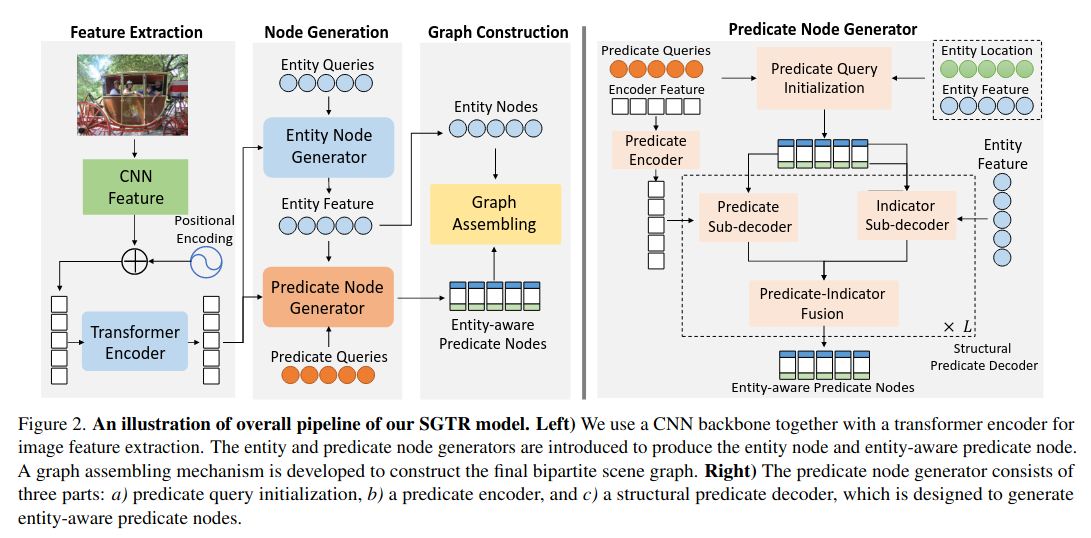 Feature Extraction
CNN
Feature
Positional
Encoding
Transformer
Encoder
Node Generation
Entity Queries
Entity Node
Generator
Entity Feature
Predicate Node
Generator
Predicate Queries
Graph Construction
Entity Nodes
Graph
Assembling
Entity-aware
Predicate Nodes
Predicate Node Generator
Predicate Queries
Encoder Feature
Predicate Query
Initialization
Entity Location
Entity Feature
Predicate
Encoder
Entity
Feature
Predicate
Sub-decoder
Indicator
Sub-decoder
Predicate-Indicator
Fusion
× L
Structural
Predicate Decoder
Entity-aware Predicate Nodes
Figure 2. An illustration of overall pipeline of our SGTR model. Left) We use a CNN backbone together with a transformer encoder for
image feature extraction. The entity and predicate node generators are introduced to produce the entity node and entity-aware predicate node.
A graph assembling mechanism is developed to construct the final bipartite scene graph. Right) The predicate node generator consists of
three parts: a) predicate query initialization, b) a predicate encoder, and c) a structural predicate decoder, which is designed to generate
entity-aware predicate nodes.